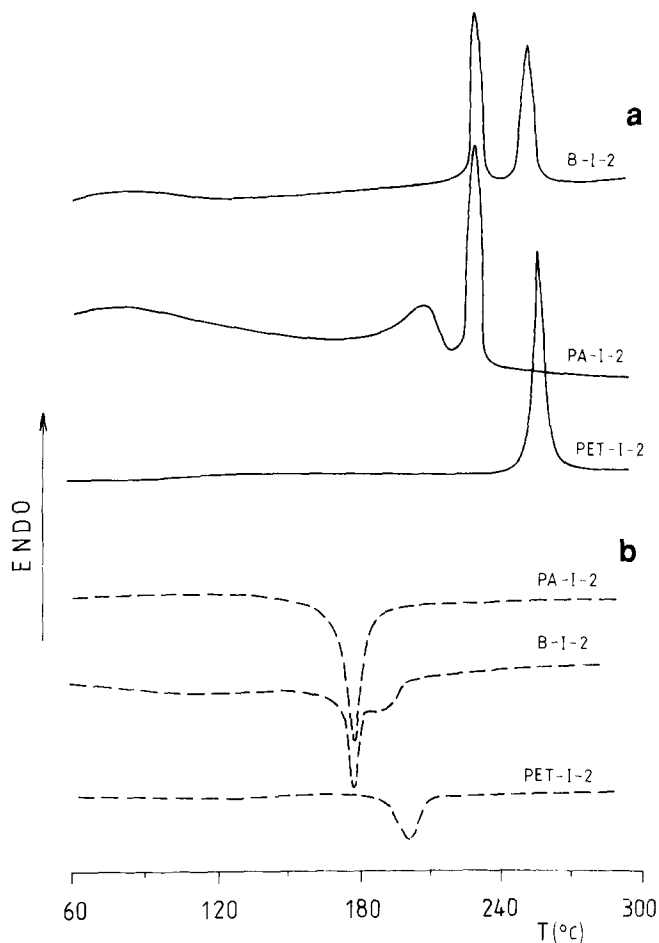 a
B-I-2
PA-I-2
PET-I-2
ENDO
b
PA-I-2
B-I-2
PET-I-2
60 120 180 240 300
T(°C)